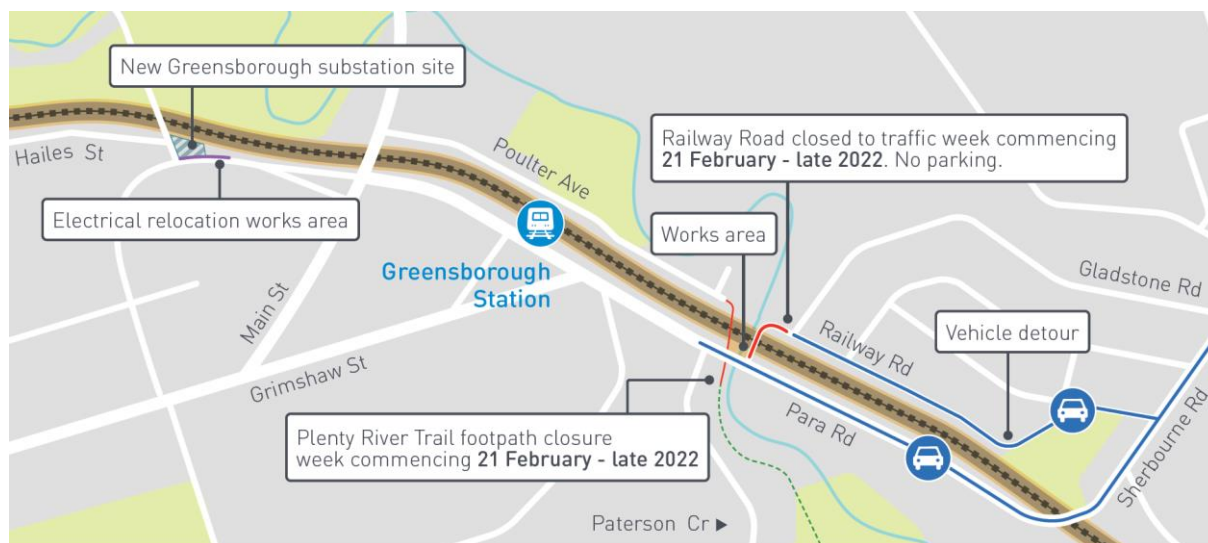 New Greensborough substation site
Hailes St
Electrical relocation works area
Main St
Grimshaw St
Poulter Ave
Greensborough
Station
Railway Road closed to traffic week commencing
21 February - late 2022. No parking.
Works area
Gladstone Rd
Railway Rd
Vehicle detour
Para Rd
Sherbourne Rd
Plenty River Trail footpath closure
week commencing 21 February - late 2022
Paterson Cr ▶